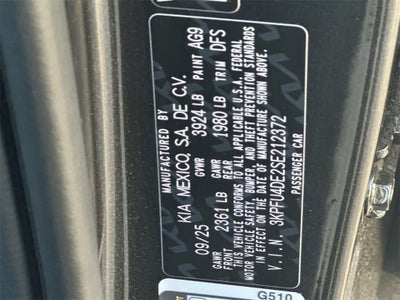 MANUFACTURED BY
KIA MEXICO, S.A. DE C.V.
09/25 GVWR 3924 LB PAINT AG9
GAWR FRONT 2361 LB GAWR REAR 1980 LB TRIM DFS
THIS VEHICLE CONFORMS TO ALL APPLICABLE U.S.A. FEDERAL
MOTOR VEHICLE SAFETY, BUMPER, AND THEFT PREVENTION STANDARDS
IN EFFECT ON THE DATE OF MANUFACTURE SHOWN ABOVE.
V.I.N. 3KPFU4DE2SE212372
PASSENGER CAR
G510